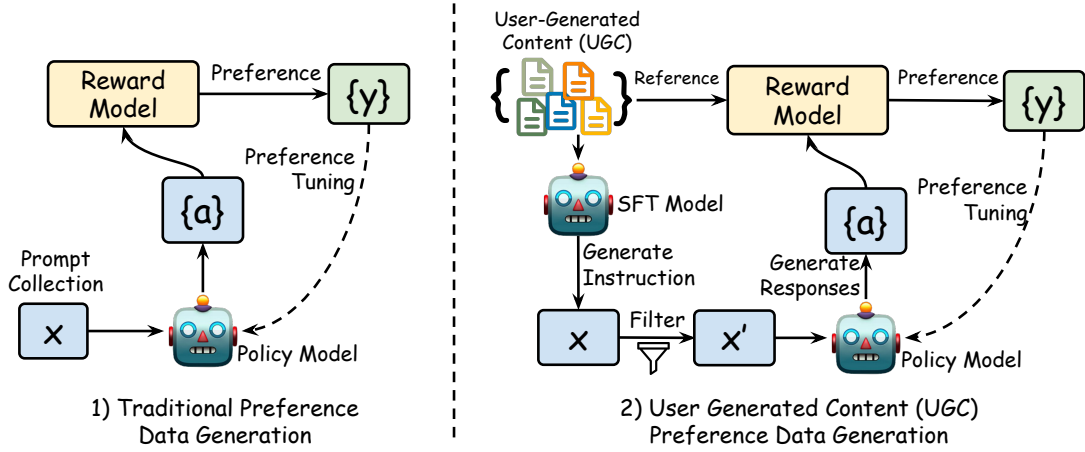 Reward
Model
Preference
{y}
Preference
Tuning
{a}
Prompt
Collection
x
Policy Model
1) Traditional Preference
Data Generation
User-Generated
Content (UGC)
{ }
Reference
Reward
Model
Preference
{y}
SFT Model
Preference
Tuning
{a}
Generate
Instruction
Generate
Responses
x
Filter
x'
Policy Model
2) User Generated Content (UGC)
Preference Data Generation